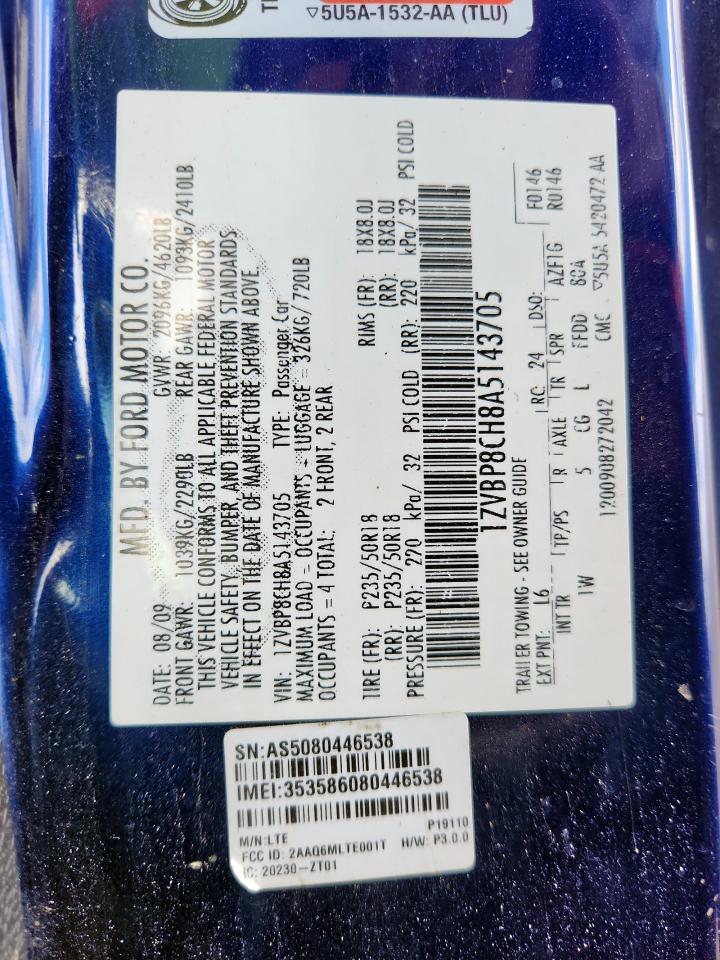 TI
▽5U5A-1532-AA (TLU)
MFD. BY FORD MOTOR CO.
DATE: 08/09 GVWR: 2096KG/4620LB
FRONT GAWR: 1039KG/2290LB REAR GAWR: 1093KG/2410LB
THIS VEHICLE CONFORMS TO ALL APPLICABLE FEDERAL MOTOR
VEHICLE SAFETY, BUMPER, AND THEFT PREVENTION STANDARDS
IN EFFECT ON THE DATE OF MANUFACTURE SHOWN ABOVE.
VIN: 1ZVBP8CH8A5143705 TYPE: Passenger Car
MAXIMUM LOAD = OCCUPANTS + LUGGAGE = 326KG/ 720LB
OCCUPANTS = 4 TOTAL: 2 FRONT, 2 REAR
TIRE (FR): P235/50R18 RIMS (FR): 18X8.0J
(RR): P235/50R18 (RR): 18X8.0J
PRESSURE (FR): 220 kPa/ 32 PSI COLD (RR): 220 kPa/ 32 PSI COLD
1ZVBP8CH8A5143705
TRAILER TOWING - SEE OWNER GUIDE
EXT PNT: L6 RC: 24 DSO: F0146
R0146
INT TR TP/PS R AXLE TR SPR AZF1G
IW 5 CG L FFDD 80A
1200908272042 CMC ▽5U5A 5420472 AA
SN:AS5080446538
IMEI:353586080446538
M/N:LTE P19110
FCC ID: 2AAQ6MLTE001T H/W: P3.0.0
IC: 20230-ZT01